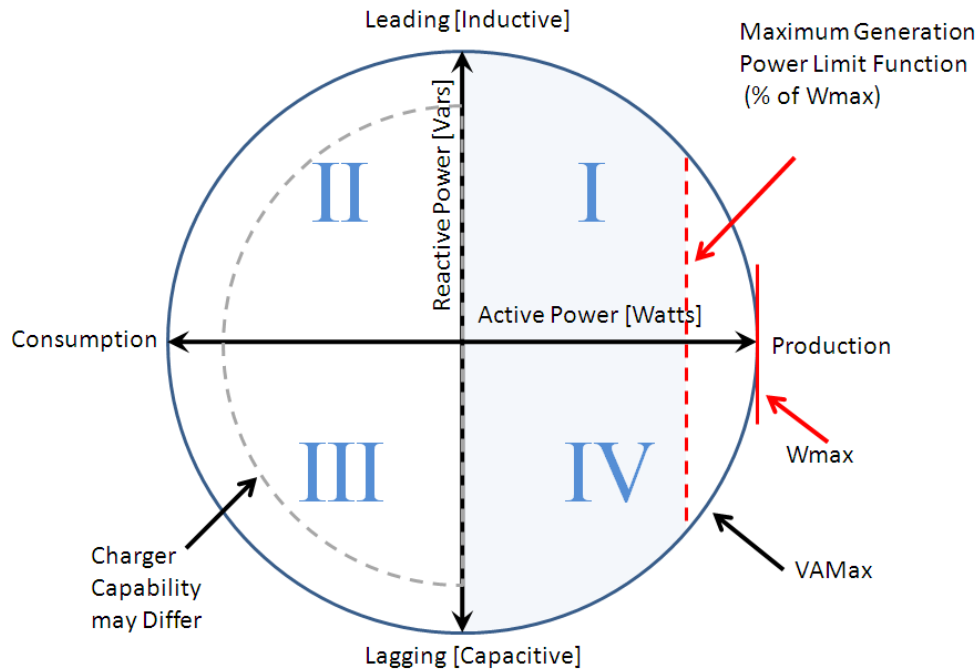 Leading [Inductive]
Maximum Generation
Power Limit Function
(% of Wmax)
Reactive Power [Vars]
II
I
Active Power [Watts]
Consumption
Production
III
IV
Wmax
Charger
Capability
may Differ
VAMax
Lagging [Capacitive]